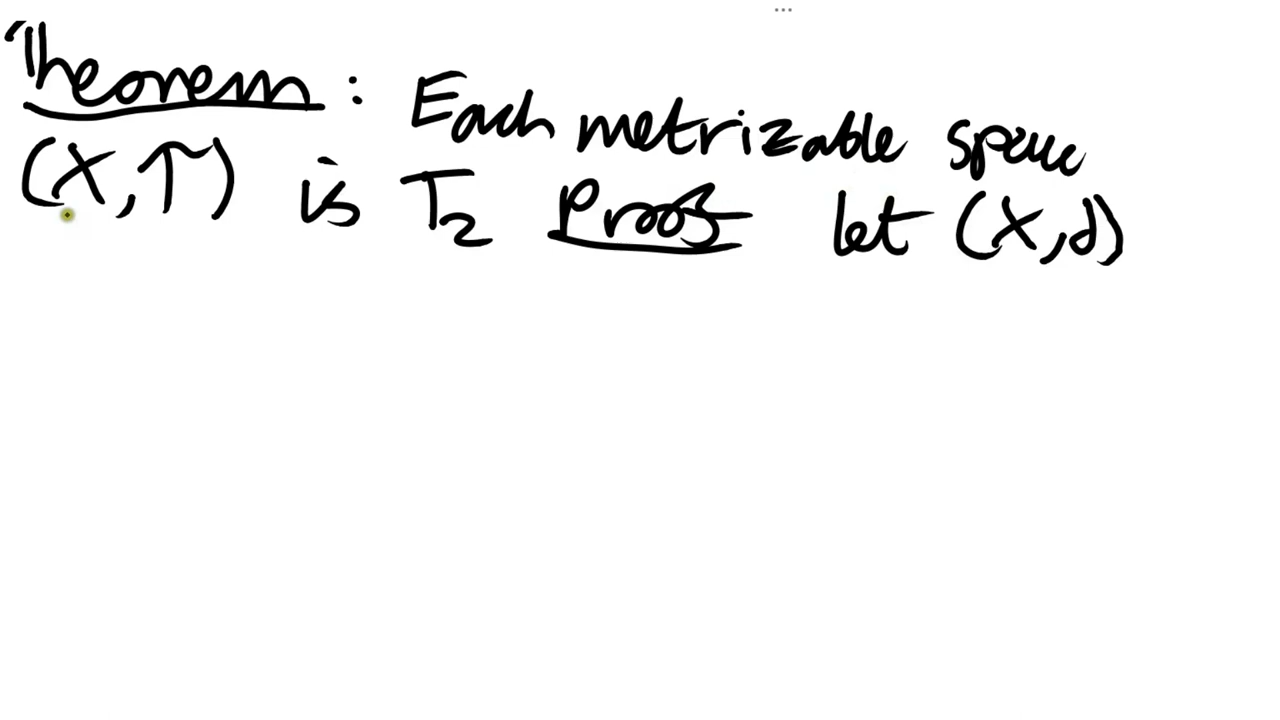 Theorem: Each metrizable space
(X,τ) is T₂ Proof let (X,d)